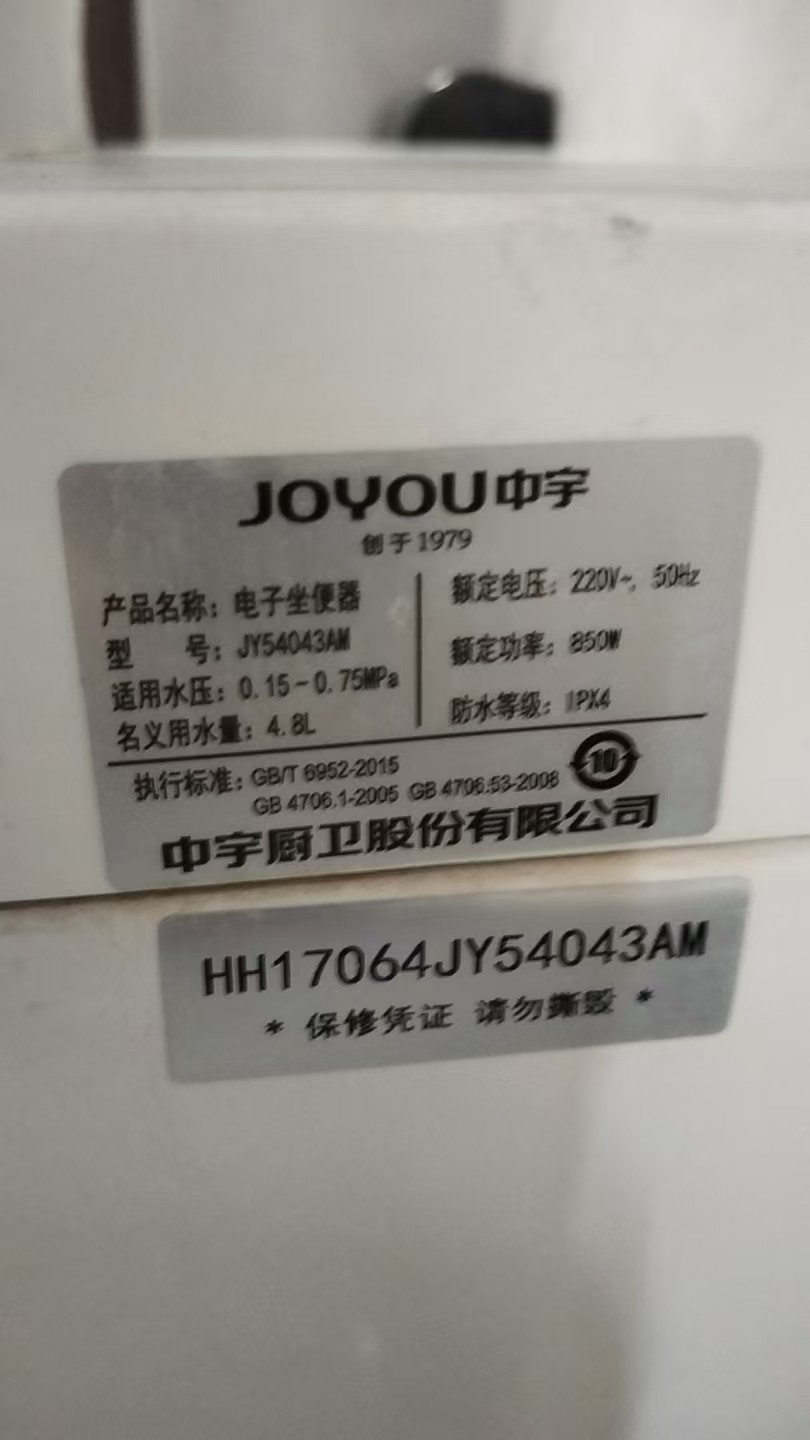 JOYOU中宇
创于1979
产品名称：电子坐便器
型 号：JY54043AM
适用水压：0.15-0.75MPa
名义用水量：4.8L
额定电压：220V~, 50Hz
额定功率：850W
防水等级：IPX4
执行标准：GB/T 6952-2015
GB 4706.1-2005 GB 4706.53-2008
10
中宇厨卫股份有限公司
HH17064JY54043AM
* 保修凭证 请勿撕毁 *